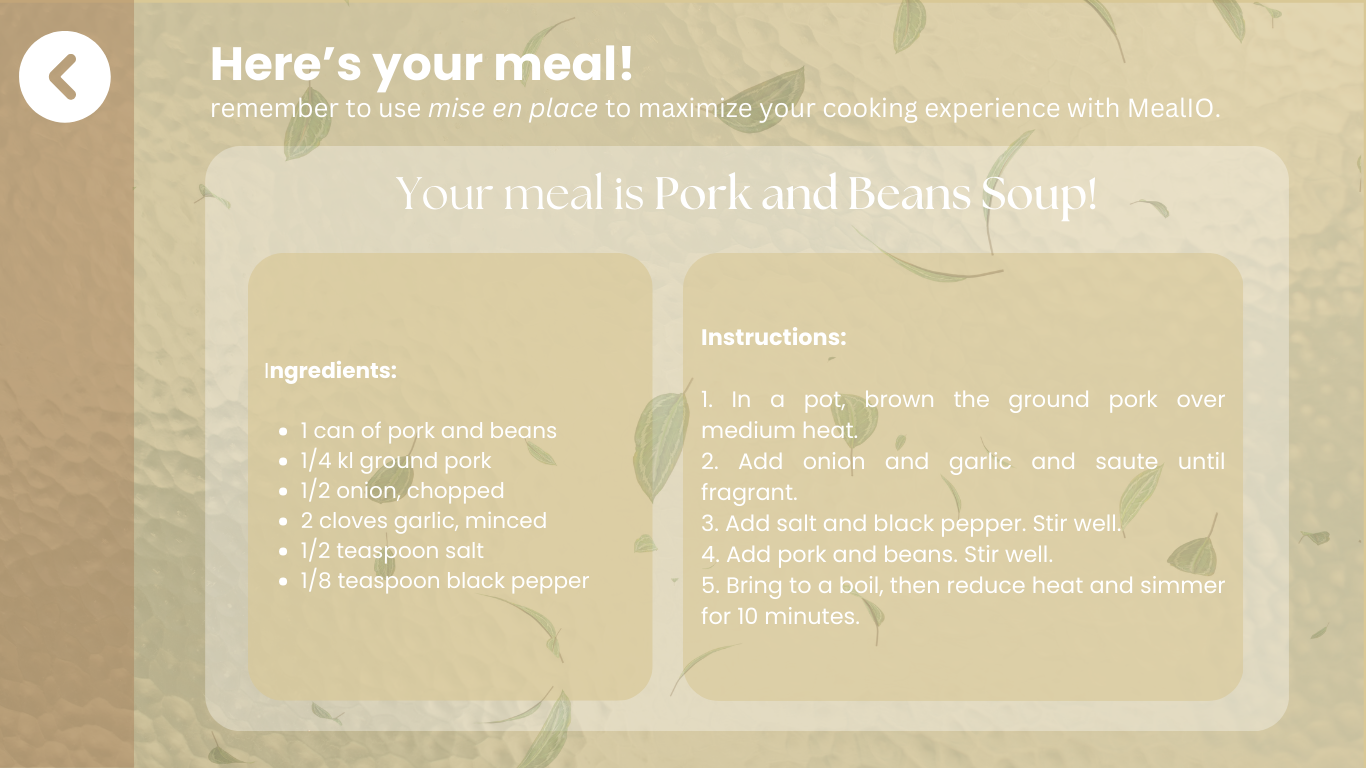 Here’s your meal!
remember to use mise en place to maximize your cooking experience with MealIO.
Your meal is Pork and Beans Soup!
Ingredients:
• 1 can of pork and beans
• 1/4 kl ground pork
• 1/2 onion, chopped
• 2 cloves garlic, minced
• 1/2 teaspoon salt
• 1/8 teaspoon black pepper
Instructions:
1. In a pot, brown the ground pork over
medium heat.
2. Add onion and garlic and saute until
fragrant.
3. Add salt and black pepper. Stir well.
4. Add pork and beans. Stir well.
5. Bring to a boil, then reduce heat and simmer
for 10 minutes.